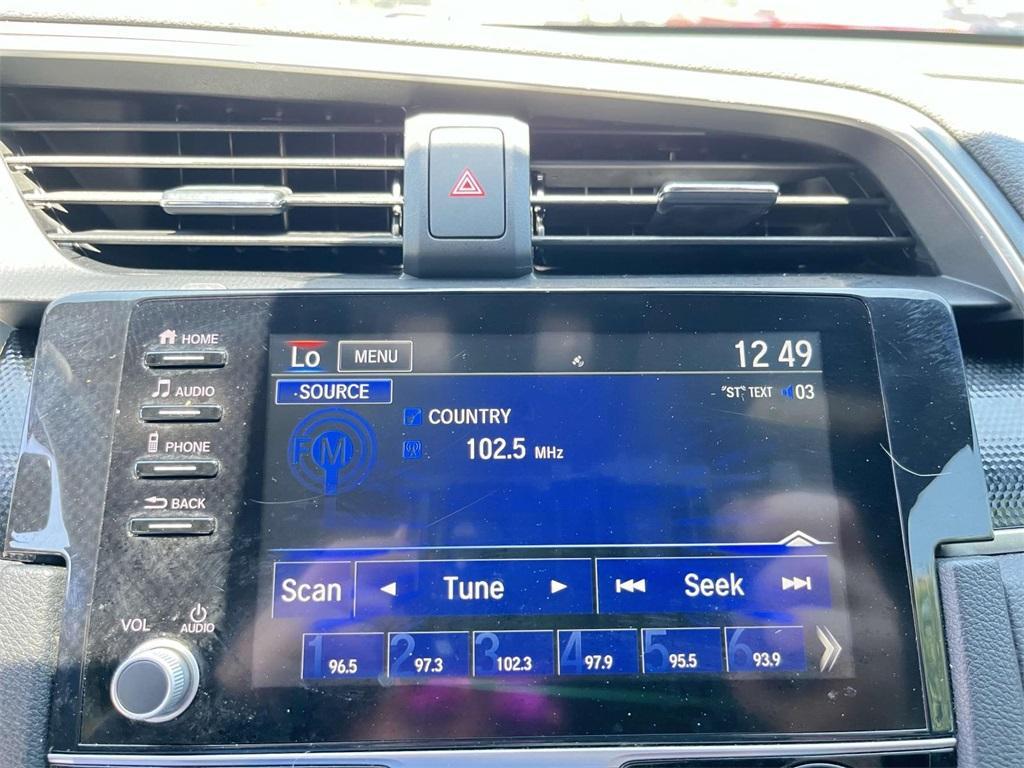 HOME
AUDIO
PHONE
BACK
VOL
AUDIO
Lo MENU 12 49
SOURCE "ST" TEXT 03
FM
COUNTRY
102.5 MHz
Scan Tune Seek
1 96.5 2 97.3 3 102.3 4 97.9 5 95.5 6 93.9